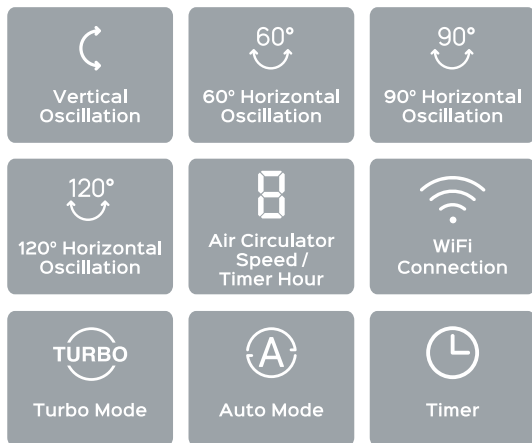 Vertical
Oscillation
60°
60° Horizontal
Oscillation
90°
90° Horizontal
Oscillation
120°
120° Horizontal
Oscillation
8
Air Circulator
Speed /
Timer Hour
WiFi
Connection
TURBO
Turbo Mode
A
Auto Mode
Timer